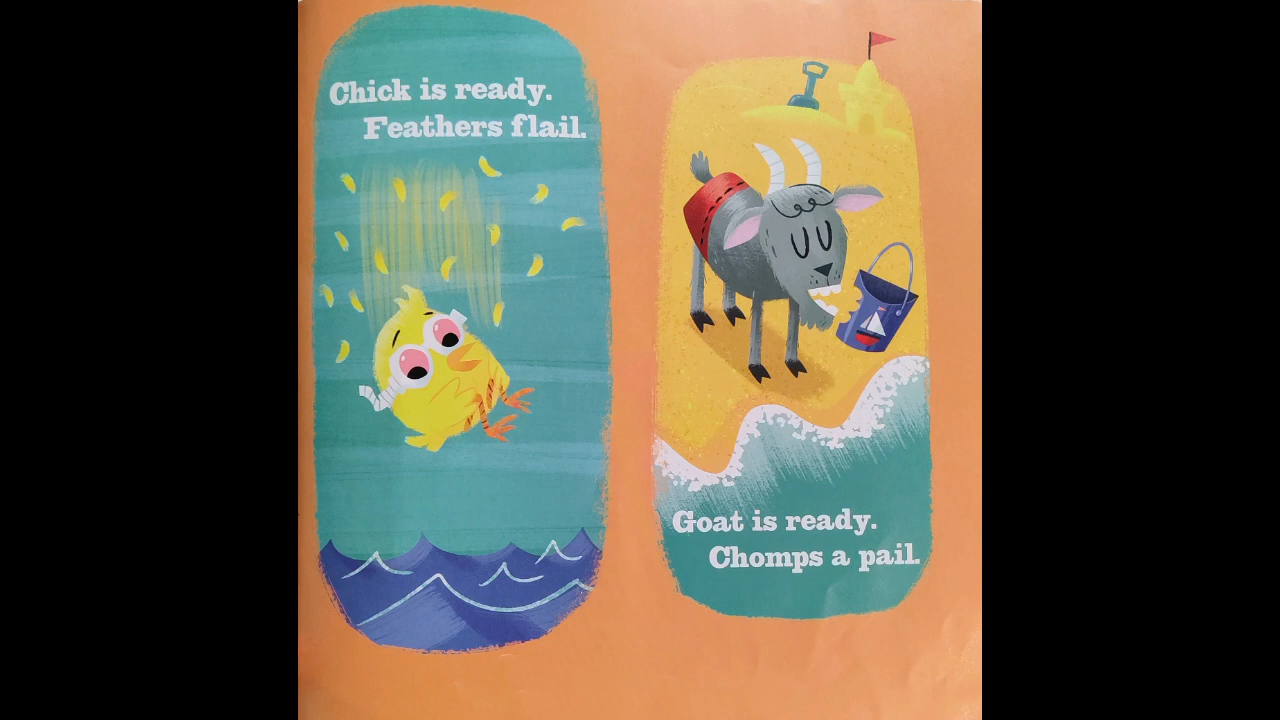 Chick is ready.
Feathers flail.
Goat is ready.
Chomps a pail.